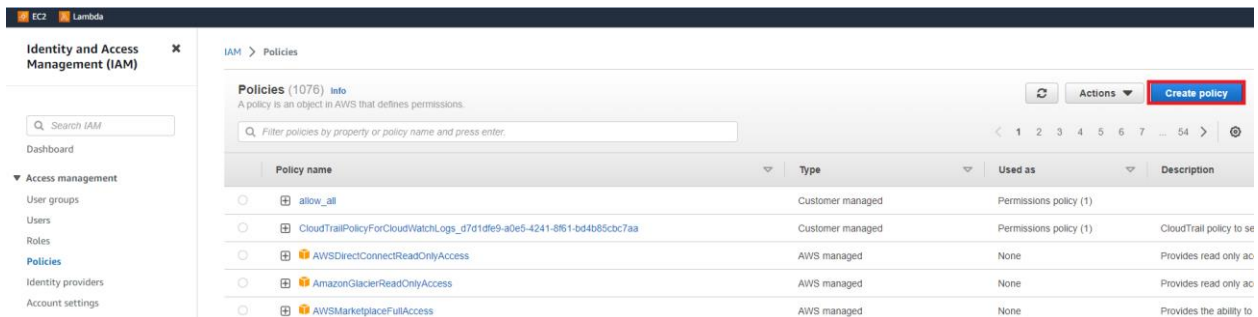 EC2 Lambda
Identity and Access Management (IAM)
Search IAM
Dashboard
Access management
User groups
Users
Roles
Policies
Identity providers
Account settings
IAM > Policies
Policies (1076) Info
A policy is an object in AWS that defines permissions.
Actions Create policy
Filter policies by property or policy name and press enter.
1 2 3 4 5 6 7 ... 54
Policy name Type Used as Description
allow_all Customer managed Permissions policy (1)
CloudTrailPolicyForCloudWatchLogs_d7d1dfe9-a0e5-4241-8f61-bd4b85cbc7aa Customer managed Permissions policy (1) CloudTrail policy to se
AWSDirectConnectReadOnlyAccess AWS managed None Provides read only ac
AmazonGlacierReadOnlyAccess AWS managed None Provides read only ac
AWSMarketplaceFullAccess AWS managed None Provides the ability to